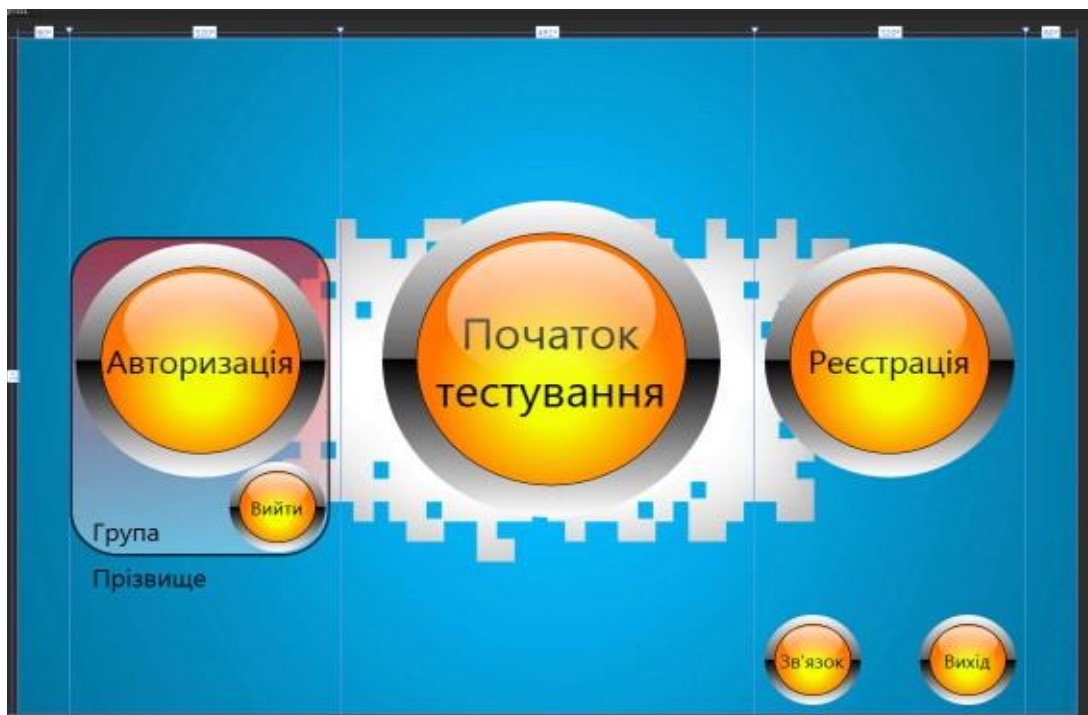 Авторизація
Початок
тестування
Реєстрація
Вийти
Група
Прізвище
Зв'язок
Вихід